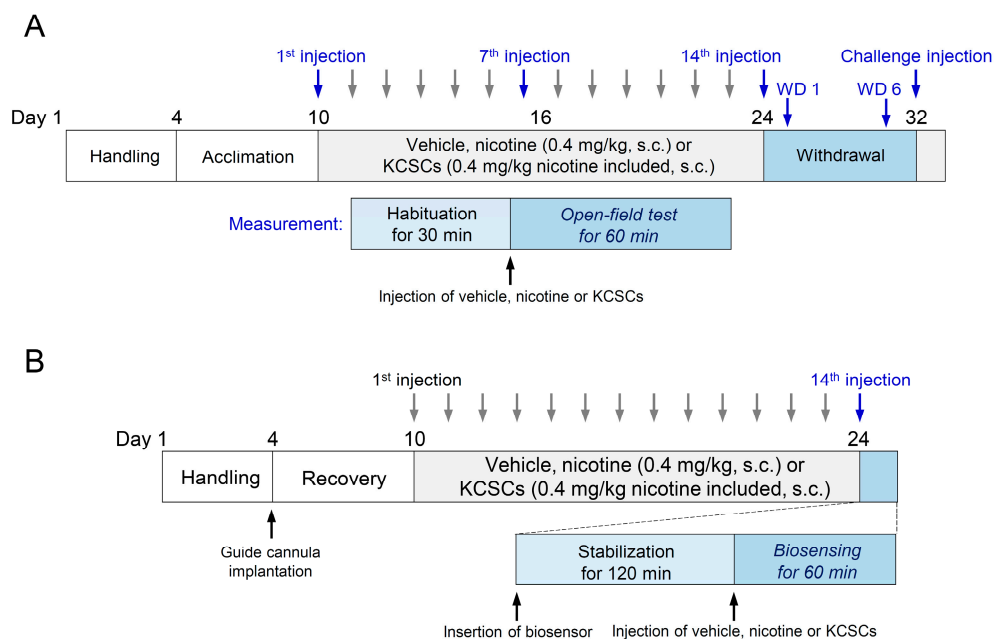 A
1st injection 7th injection 14th injection Challenge injection
WD 1 WD 6
Day 1 4 10 16 24 32
Handling Acclimation Vehicle, nicotine (0.4 mg/kg, s.c.) or Withdrawal
KCSCs (0.4 mg/kg nicotine included, s.c.)
Measurement: Habituation Open-field test
for 30 min for 60 min
Injection of vehicle, nicotine or KCSCs
B
1st injection 14th injection
Day 1 4 10 24
Handling Recovery Vehicle, nicotine (0.4 mg/kg, s.c.) or
KCSCs (0.4 mg/kg nicotine included, s.c.)
Guide cannula
implantation
Stabilization Biosensing
for 120 min for 60 min
Insertion of biosensor Injection of vehicle, nicotine or KCSCs